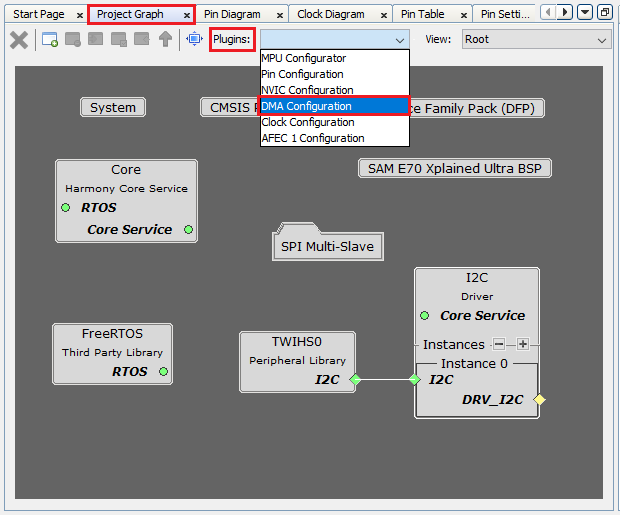 Start Page x Project Graph x Pin Diagram x Clock Diagram x Pin Table x Pin Setti...
Plugins: View: Root
MPU Configurator
Pin Configuration
NVIC Configuration
DMA Configuration
Clock Configuration
AFEC 1 Configuration
System
CMSIS
ce Family Pack (DFP)
SAM E70 Xplained Ultra BSP
Core
Harmony Core Service
RTOS
Core Service
SPI Multi-Slave
I2C
Driver
Core Service
Instances
Instance 0
I2C
DRV_I2C
FreeRTOS
Third Party Library
RTOS
TWIHS0
Peripheral Library
I2C